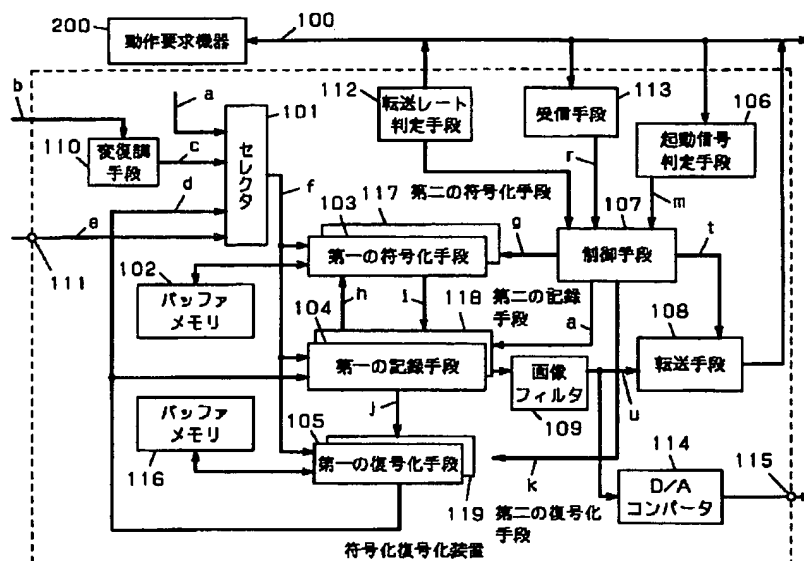 200
動作要求機器
100
b
a
101
セレクタ
110
変復調
手段
c
d
e
111
f
112
転送レート
判定手段
受信手段
113
r
106
起動信号
判定手段
m
117 第二の符号化手段
103
第一の符号化手段
g
107
制御手段
t
102
バッファ
メモリ
h
i
118 第二の記録
手段
104
第一の記録手段
a
108
転送手段
画像
フィルタ
109
u
j
バッファ
メモリ
116
105
第一の復号化手段
k
119 第二の復号化
手段
114
D/A
コンバータ
115
符号化復号化装置